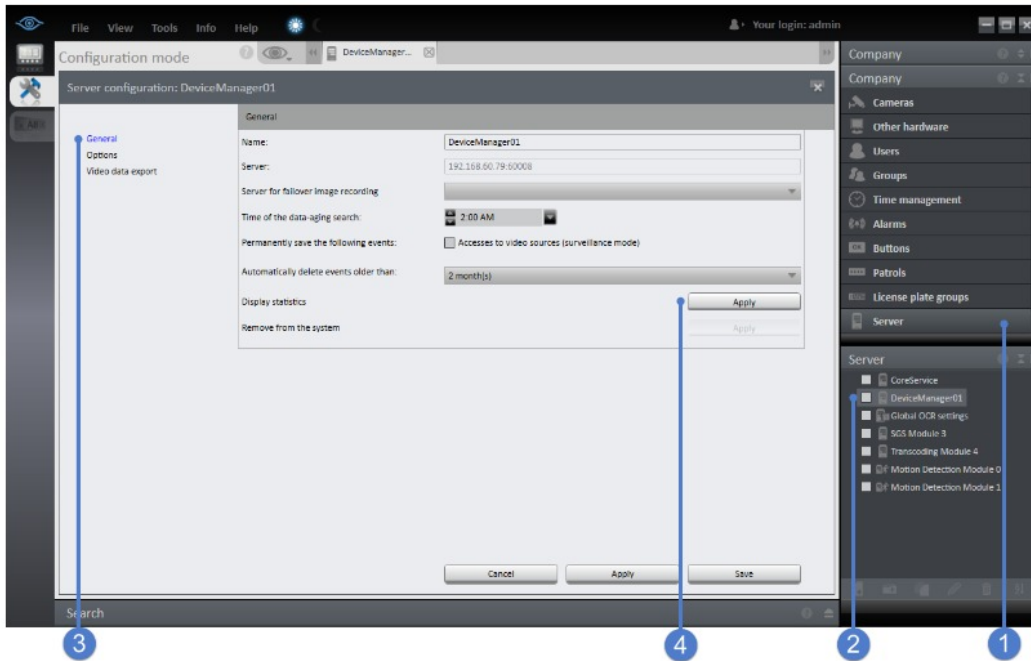 File View Tools Info Help Your login: admin
Configuration mode DeviceManager...
Server configuration: DeviceManager01
General
Options
Video data export
General
Name: DeviceManager01
Server: 192.168.60.79:60008
Server for failover image recording
Time of the data-aging search: 2:00 AM
Permanently save the following events: Accesses to video sources (surveillance mode)
Automatically delete events older than: 2 month(s)
Display statistics Apply
Remove from the system Apply
Cancel Apply Save
Search
Company
Company
Cameras
Other hardware
Users
Groups
Time management
Alarms
Buttons
Patrols
License plate groups
Server
Server
CoreService
DeviceManager01
Global OCR settings
SGS Module 3
Transcoding Module 4
Motion Detection Module 0
Motion Detection Module 1
3 4 2 1